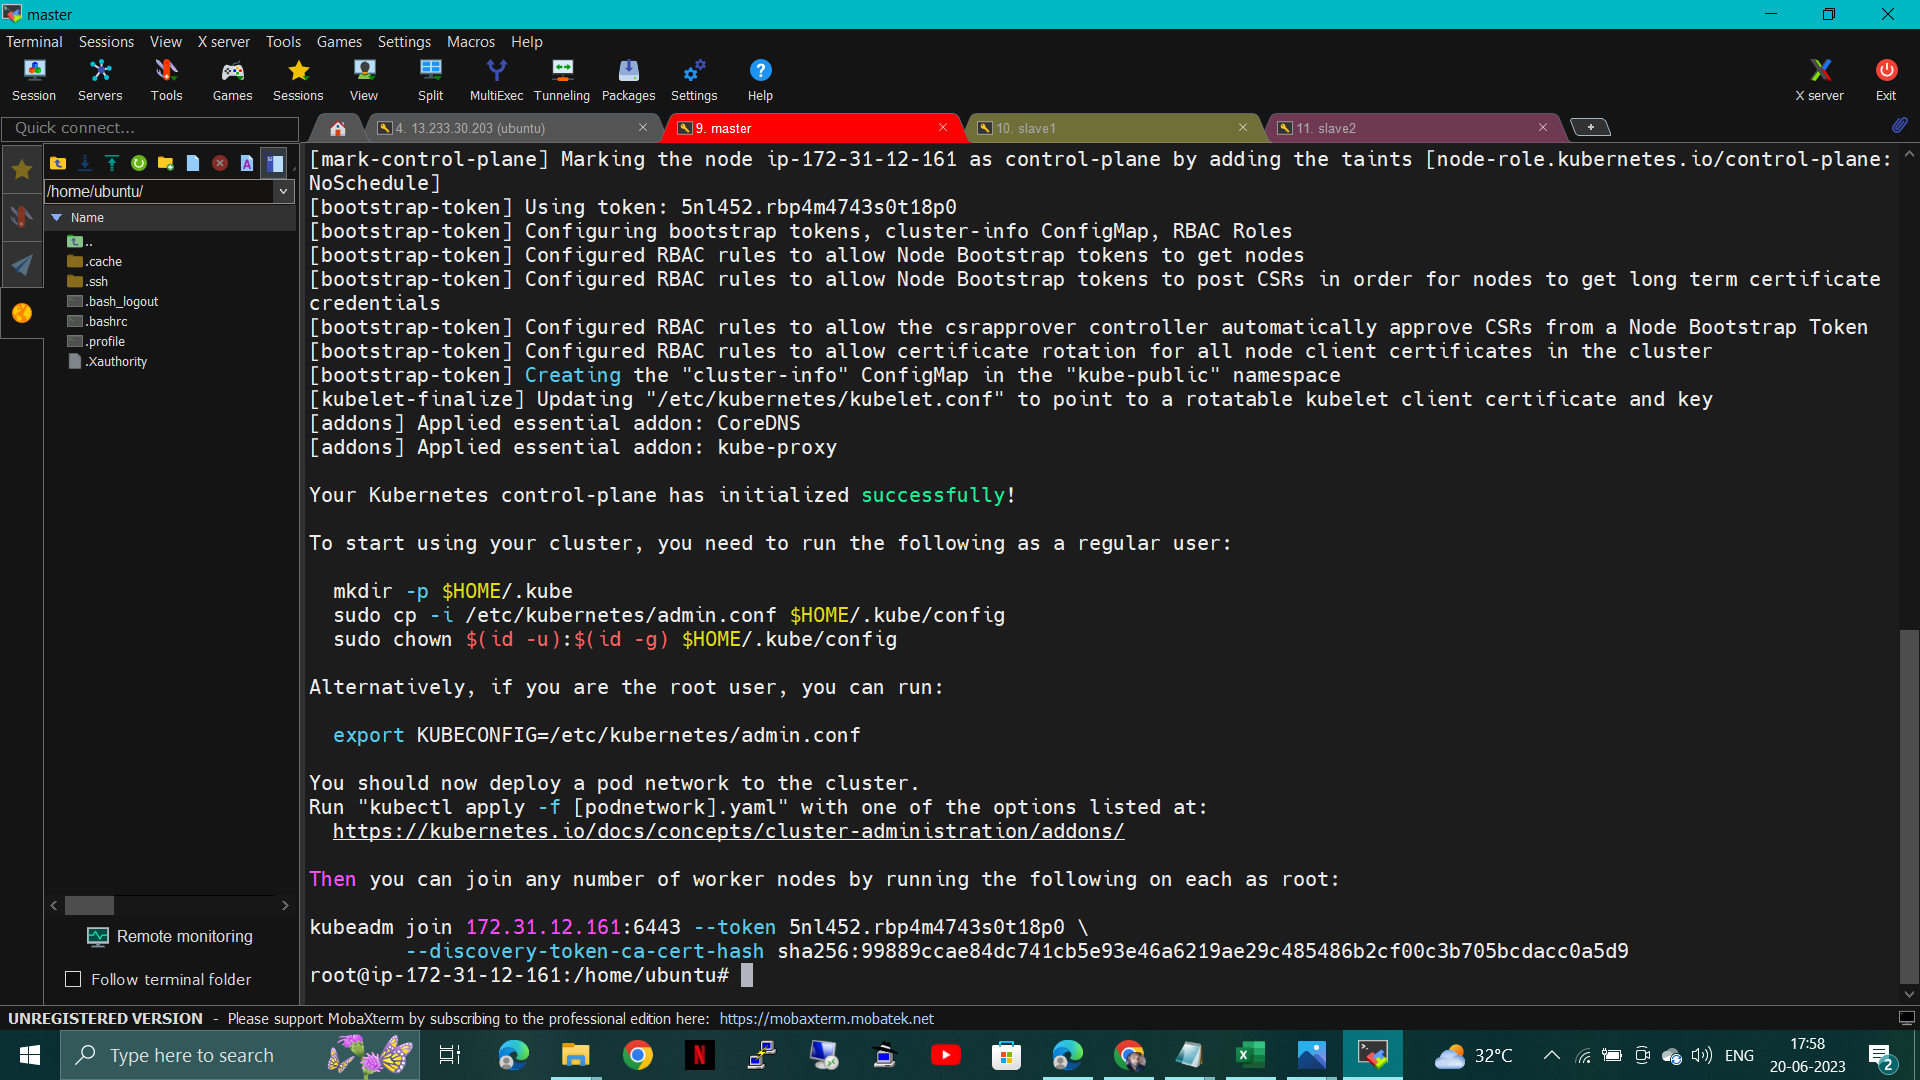 master
Terminal Sessions View X server Tools Games Settings Macros Help
Session Servers Tools Games Sessions View Split MultiExec Tunneling Packages Settings Help X server Exit
Quick connect...
4. 13.233.30.203 (ubuntu)
9. master
10. slave1
11. slave2
/home/ubuntu/
Name
..
.cache
.ssh
.bash_logout
.bashrc
.profile
.Xauthority
Remote monitoring
Follow terminal folder
[mark-control-plane] Marking the node ip-172-31-12-161 as control-plane by adding the taints [node-role.kubernetes.io/control-plane:
NoSchedule]
[bootstrap-token] Using token: 5nl452.rbp4m4743s0t18p0
[bootstrap-token] Configuring bootstrap tokens, cluster-info ConfigMap, RBAC Roles
[bootstrap-token] Configured RBAC rules to allow Node Bootstrap tokens to get nodes
[bootstrap-token] Configured RBAC rules to allow Node Bootstrap tokens to post CSRs in order for nodes to get long term certificate
credentials
[bootstrap-token] Configured RBAC rules to allow the csrapprover controller automatically approve CSRs from a Node Bootstrap Token
[bootstrap-token] Configured RBAC rules to allow certificate rotation for all node client certificates in the cluster
[bootstrap-token] Creating the "cluster-info" ConfigMap in the "kube-public" namespace
[kubelet-finalize] Updating "/etc/kubernetes/kubelet.conf" to point to a rotatable kubelet client certificate and key
[addons] Applied essential addon: CoreDNS
[addons] Applied essential addon: kube-proxy
Your Kubernetes control-plane has initialized successfully!
To start using your cluster, you need to run the following as a regular user:
mkdir -p $HOME/.kube
sudo cp -i /etc/kubernetes/admin.conf $HOME/.kube/config
sudo chown $(id -u):$(id -g) $HOME/.kube/config
Alternatively, if you are the root user, you can run:
export KUBECONFIG=/etc/kubernetes/admin.conf
You should now deploy a pod network to the cluster.
Run "kubectl apply -f [podnetwork].yaml" with one of the options listed at:
https://kubernetes.io/docs/concepts/cluster-administration/addons/
Then you can join any number of worker nodes by running the following on each as root:
kubeadm join 172.31.12.161:6443 --token 5nl452.rbp4m4743s0t18p0 \
--discovery-token-ca-cert-hash sha256:99889ccae84dc741cb5e93e46a6219ae29c485486b2cf00c3b705bcdacc0a5d9
root@ip-172-31-12-161:/home/ubuntu#
UNREGISTERED VERSION - Please support MobaXterm by subscribing to the professional edition here: https://mobaxterm.mobatek.net
Type here to search
32°C
ENG
17:58
20-06-2023
2